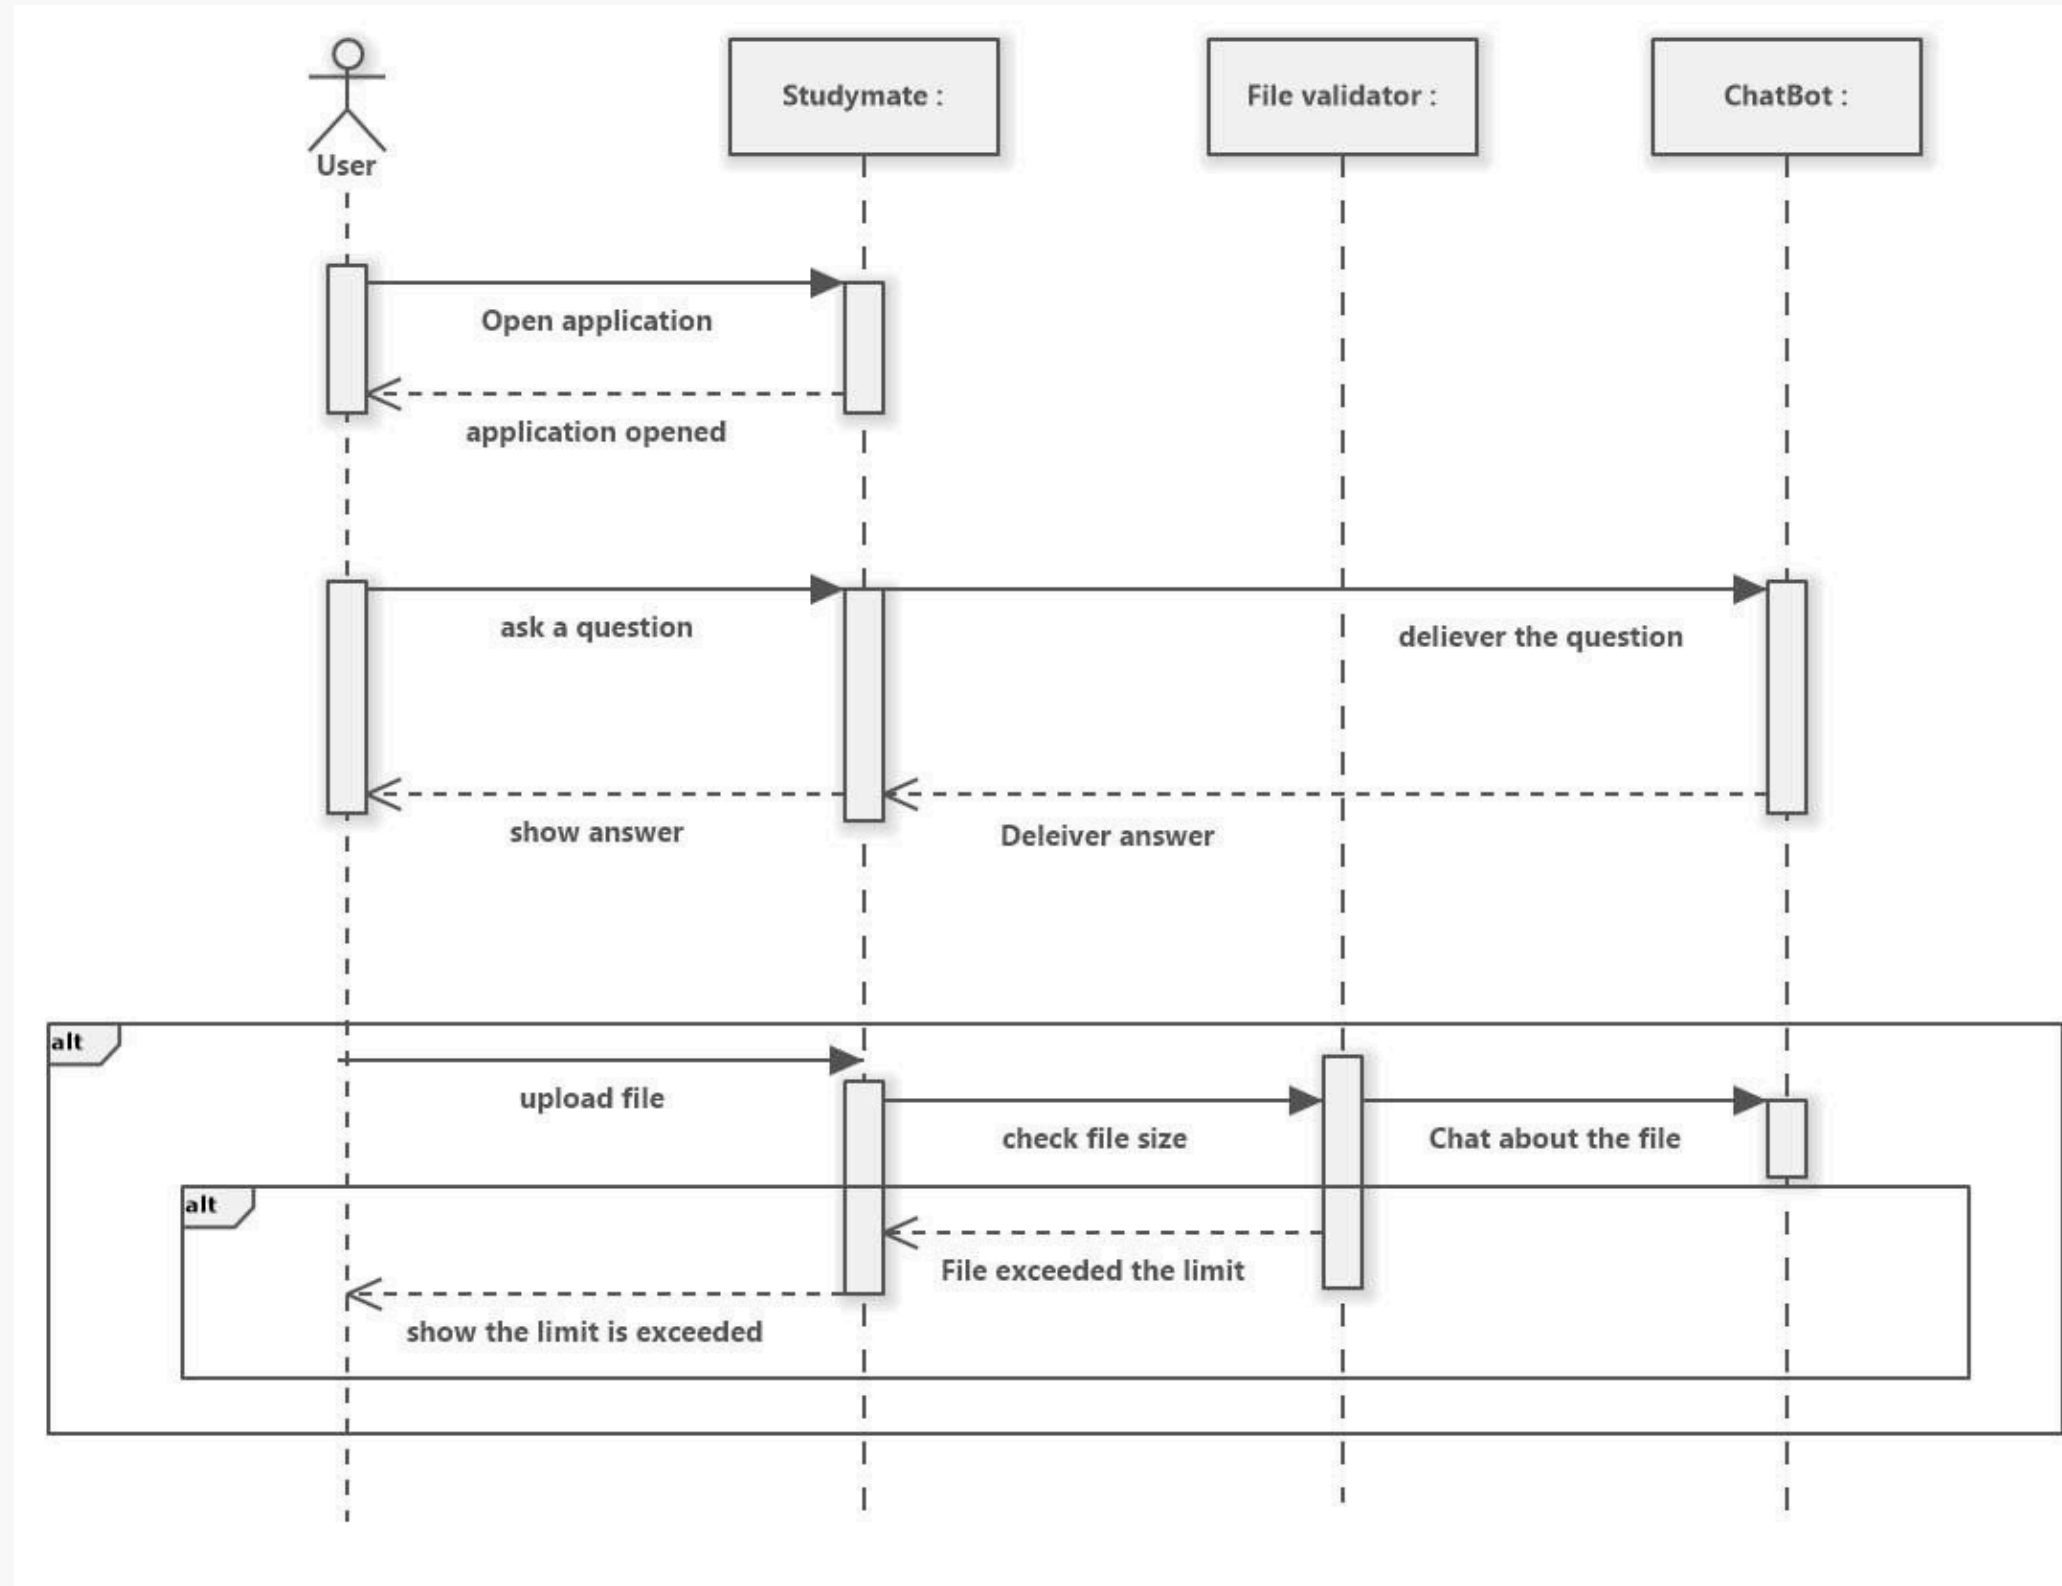 User
Studymate :
File validator :
ChatBot :
Open application
application opened
ask a question
deliever the question
show answer
Deleiver answer
alt
upload file
check file size
Chat about the file
alt
File exceeded the limit
show the limit is exceeded